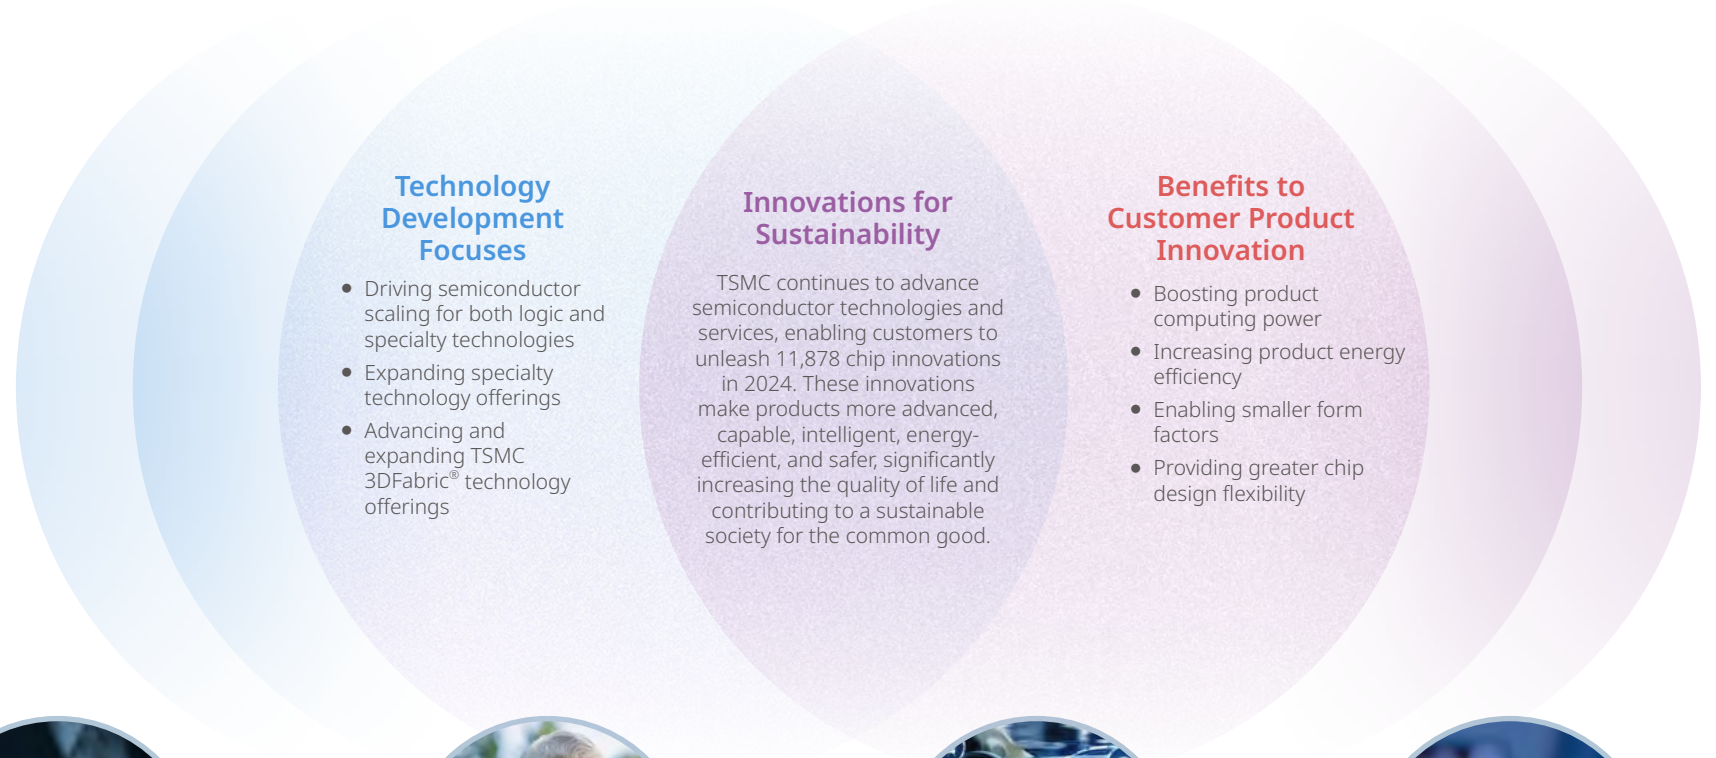 Technology
Development
Focuses
● Driving semiconductor
scaling for both logic and
specialty technologies
● Expanding specialty
technology offerings
● Advancing and
expanding TSMC
3DFabric® technology
offerings
Innovations for
Sustainability
TSMC continues to advance
semiconductor technologies and
services, enabling customers to
unleash 11,878 chip innovations
in 2024. These innovations
make products more advanced,
capable, intelligent, energy-
efficient, and safer, significantly
increasing the quality of life and
contributing to a sustainable
society for the common good.
Benefits to
Customer Product
Innovation
● Boosting product
computing power
● Increasing product energy
efficiency
● Enabling smaller form
factors
● Providing greater chip
design flexibility